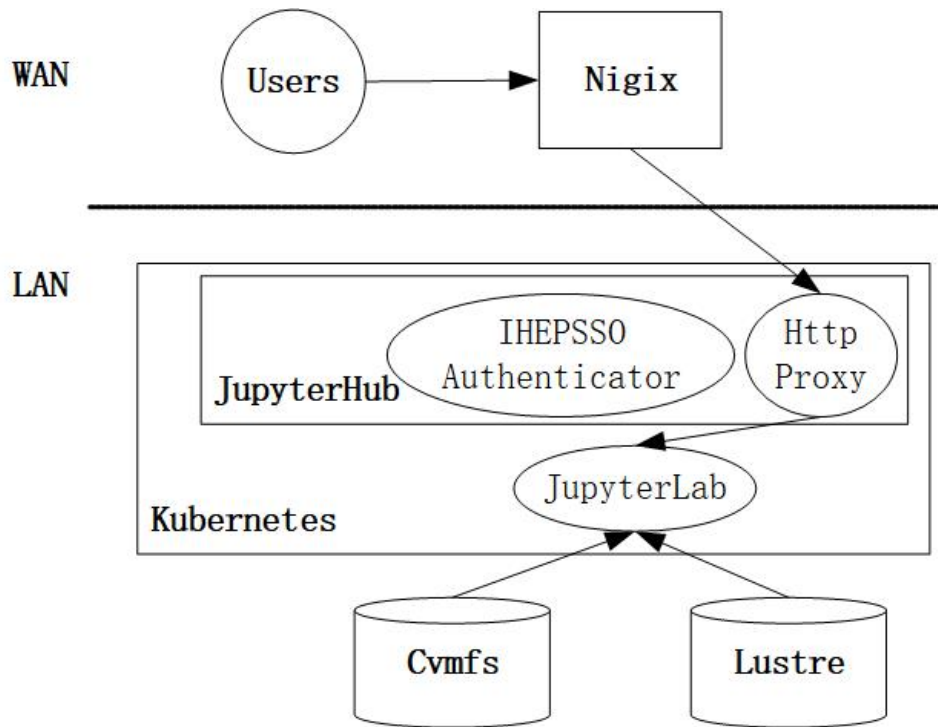 WAN
Users
Nigix
LAN
IHEPSSO
Authenticator
Http
Proxy
JupyterHub
JupyterLab
Kubernetes
Cvmfs
Lustre